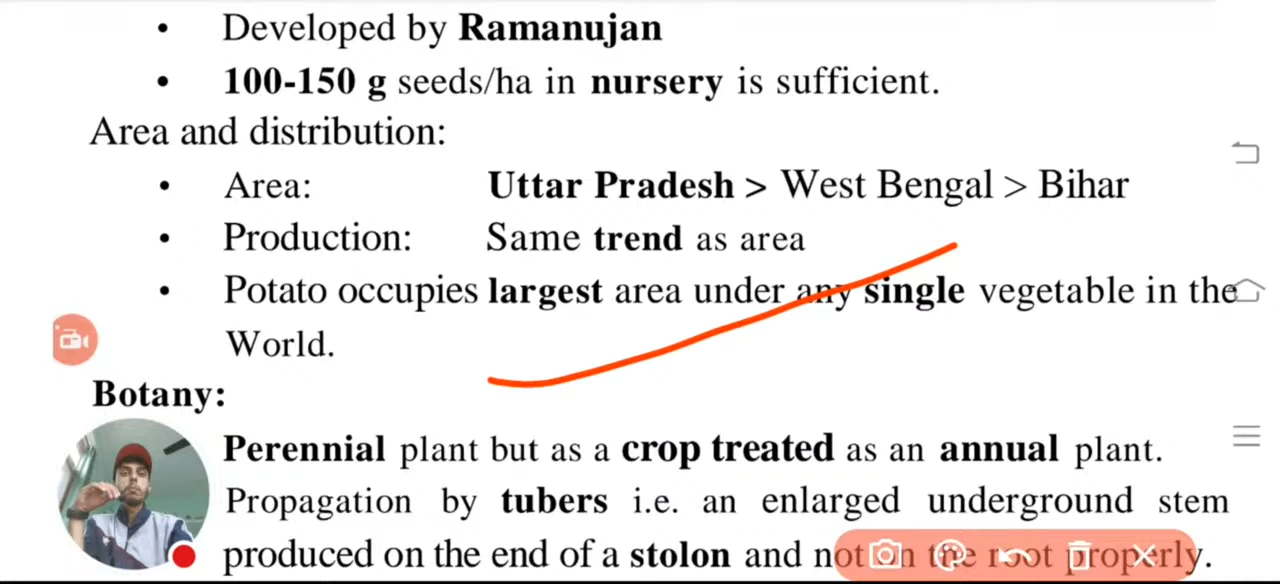 • Developed by Ramanujan
• 100-150 g seeds/ha in nursery is sufficient.
Area and distribution:
• Area: Uttar Pradesh > West Bengal > Bihar
• Production: Same trend as area
• Potato occupies largest area under any single vegetable in the
World.
Botany:
Perennial plant but as a crop treated as an annual plant.
Propagation by tubers i.e. an enlarged underground stem
produced on the end of a stolon and not on the root properly.